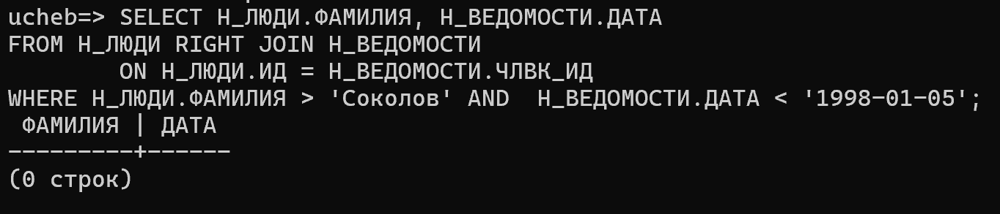 ucheb=> SELECT Н_ЛЮДИ.ФАМИЛИЯ, Н_ВЕДОМОСТИ.ДАТА
FROM Н_ЛЮДИ RIGHT JOIN Н_ВЕДОМОСТИ
        ON Н_ЛЮДИ.ИД = Н_ВЕДОМОСТИ.ЧЛВК_ИД
WHERE Н_ЛЮДИ.ФАМИЛИЯ > 'Соколов' AND  Н_ВЕДОМОСТИ.ДАТА < '1998-01-05';
 ФАМИЛИЯ | ДАТА
---------+------
(0 строк)